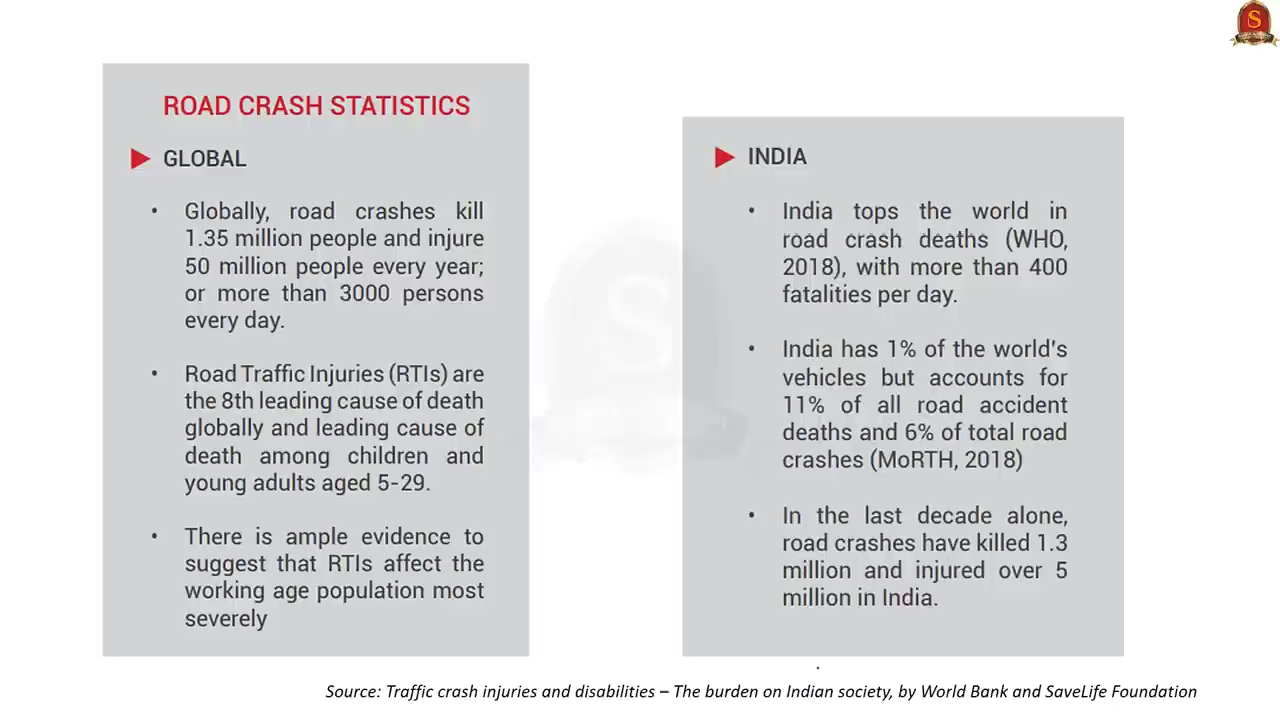 S
ROAD CRASH STATISTICS
GLOBAL
• Globally, road crashes kill
1.35 million people and injure
50 million people every year;
or more than 3000 persons
every day.
• Road Traffic Injuries (RTIs) are
the 8th leading cause of death
globally and leading cause of
death among children and
young adults aged 5-29.
• There is ample evidence to
suggest that RTIs affect the
working age population most
severely
INDIA
• India tops the world in
road crash deaths (WHO,
2018), with more than 400
fatalities per day.
• India has 1% of the world's
vehicles but accounts for
11% of all road accident
deaths and 6% of total road
crashes (MoRTH, 2018)
• In the last decade alone,
road crashes have killed 1.3
million and injured over 5
million in India.
Source: Traffic crash injuries and disabilities – The burden on Indian society, by World Bank and SaveLife Foundation